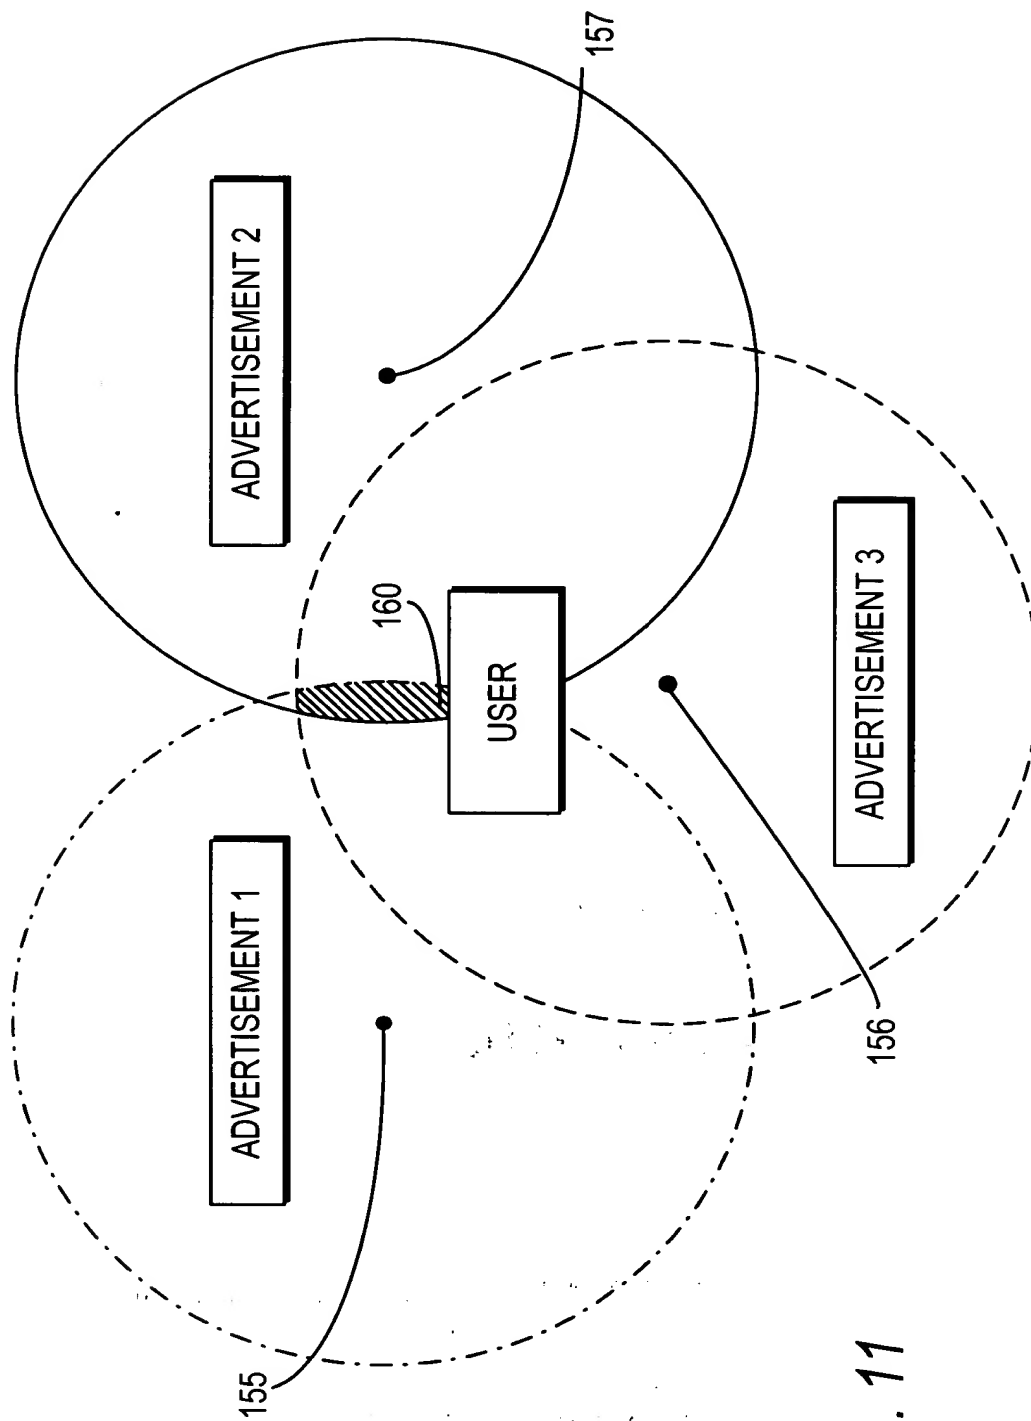 ADVERTISEMENT 1
ADVERTISEMENT 2
160
USER
155
157
ADVERTISEMENT 3
156
. 11